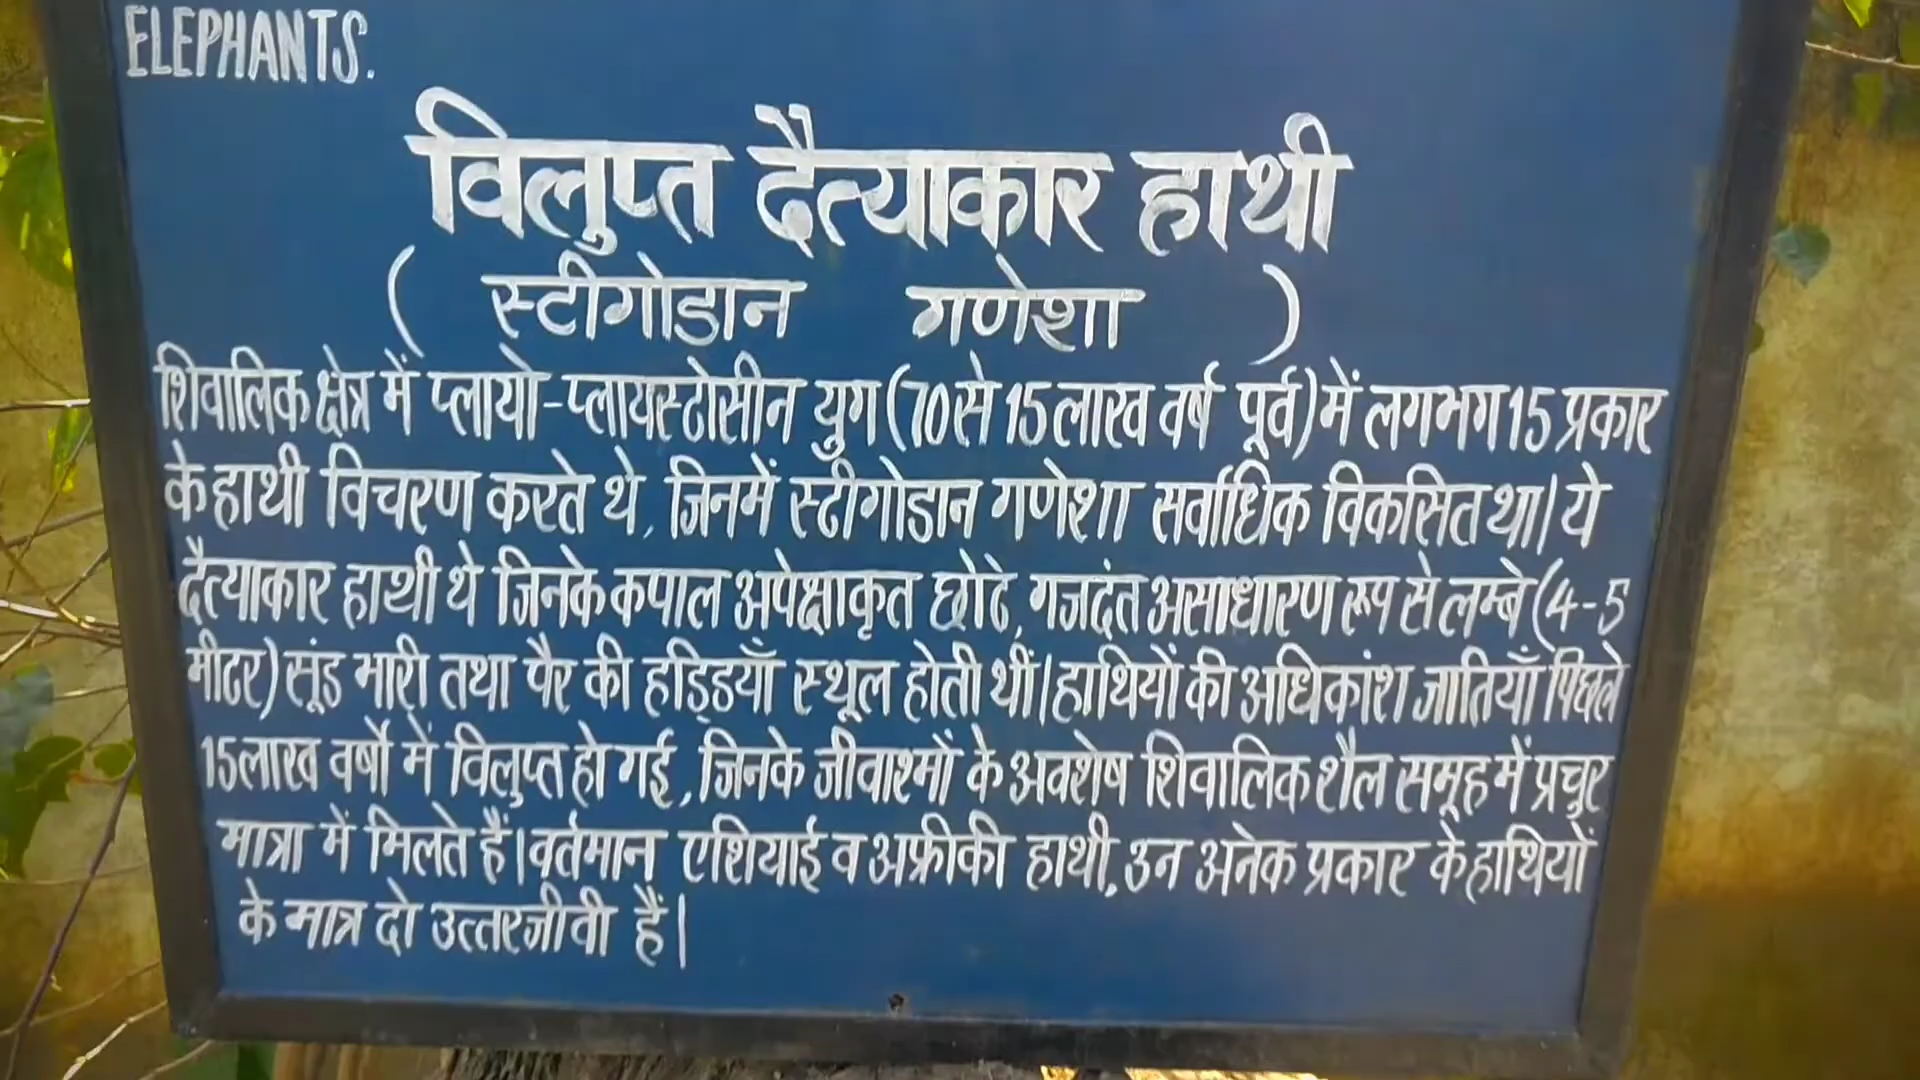 ELEPHANTS.
विलुप्त दैत्याकार हाथी
( स्टीगोडान गणेशा )
शिवालिक क्षेत्र में प्लायो-प्लायस्टोसीन युग (70 से 15 लाख वर्ष पूर्व) में लगभग 15 प्रकार
के हाथी विचरण करते थे, जिनमें स्टीगोडान गणेशा सर्वाधिक विकसित था। ये
दैत्याकार हाथी थे जिनके कपाल अपेक्षाकृत छोटे, गजदंत असाधारण रूप से लम्बे (4-5
मीटर) सूंड भारी तथा पैर की हड्डियाँ स्थूल होती थीं। हाथियों की अधिकांश जातियाँ पिछले
15 लाख वर्षो में विलुप्त हो गई, जिनके जीवाश्मों के अवशेष शिवालिक शैल समूह में प्रचुर
मात्रा में मिलते हैं। वर्तमान एशियाई व अफ्रीकी हाथी, उन अनेक प्रकार के हाथियों
के मात्र दो उत्तरजीवी हैं।